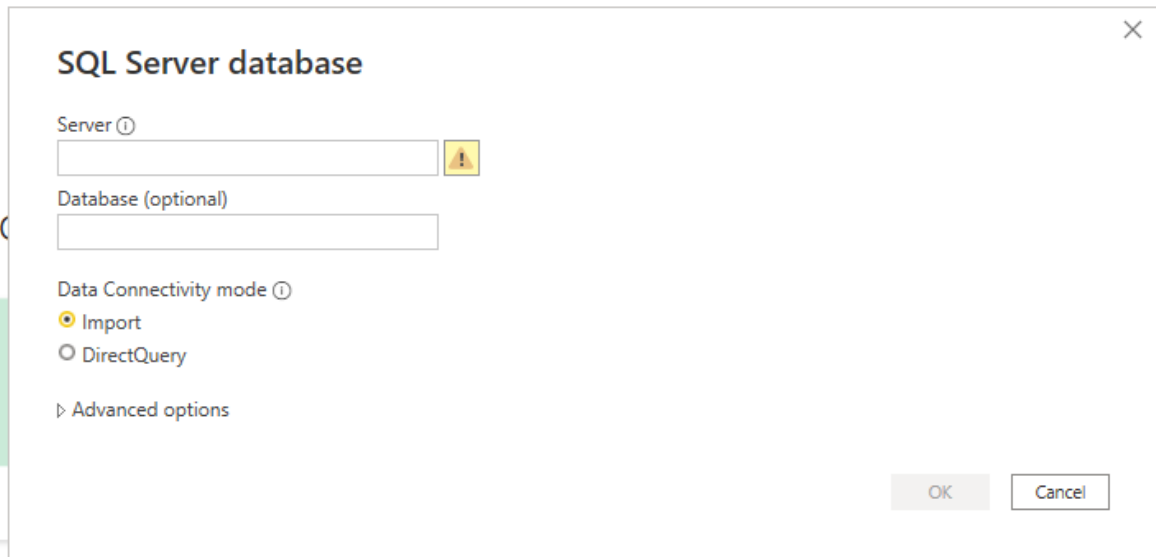 SQL Server database
Server
Database (optional)
Data Connectivity mode
Import
DirectQuery
Advanced options
OK
Cancel